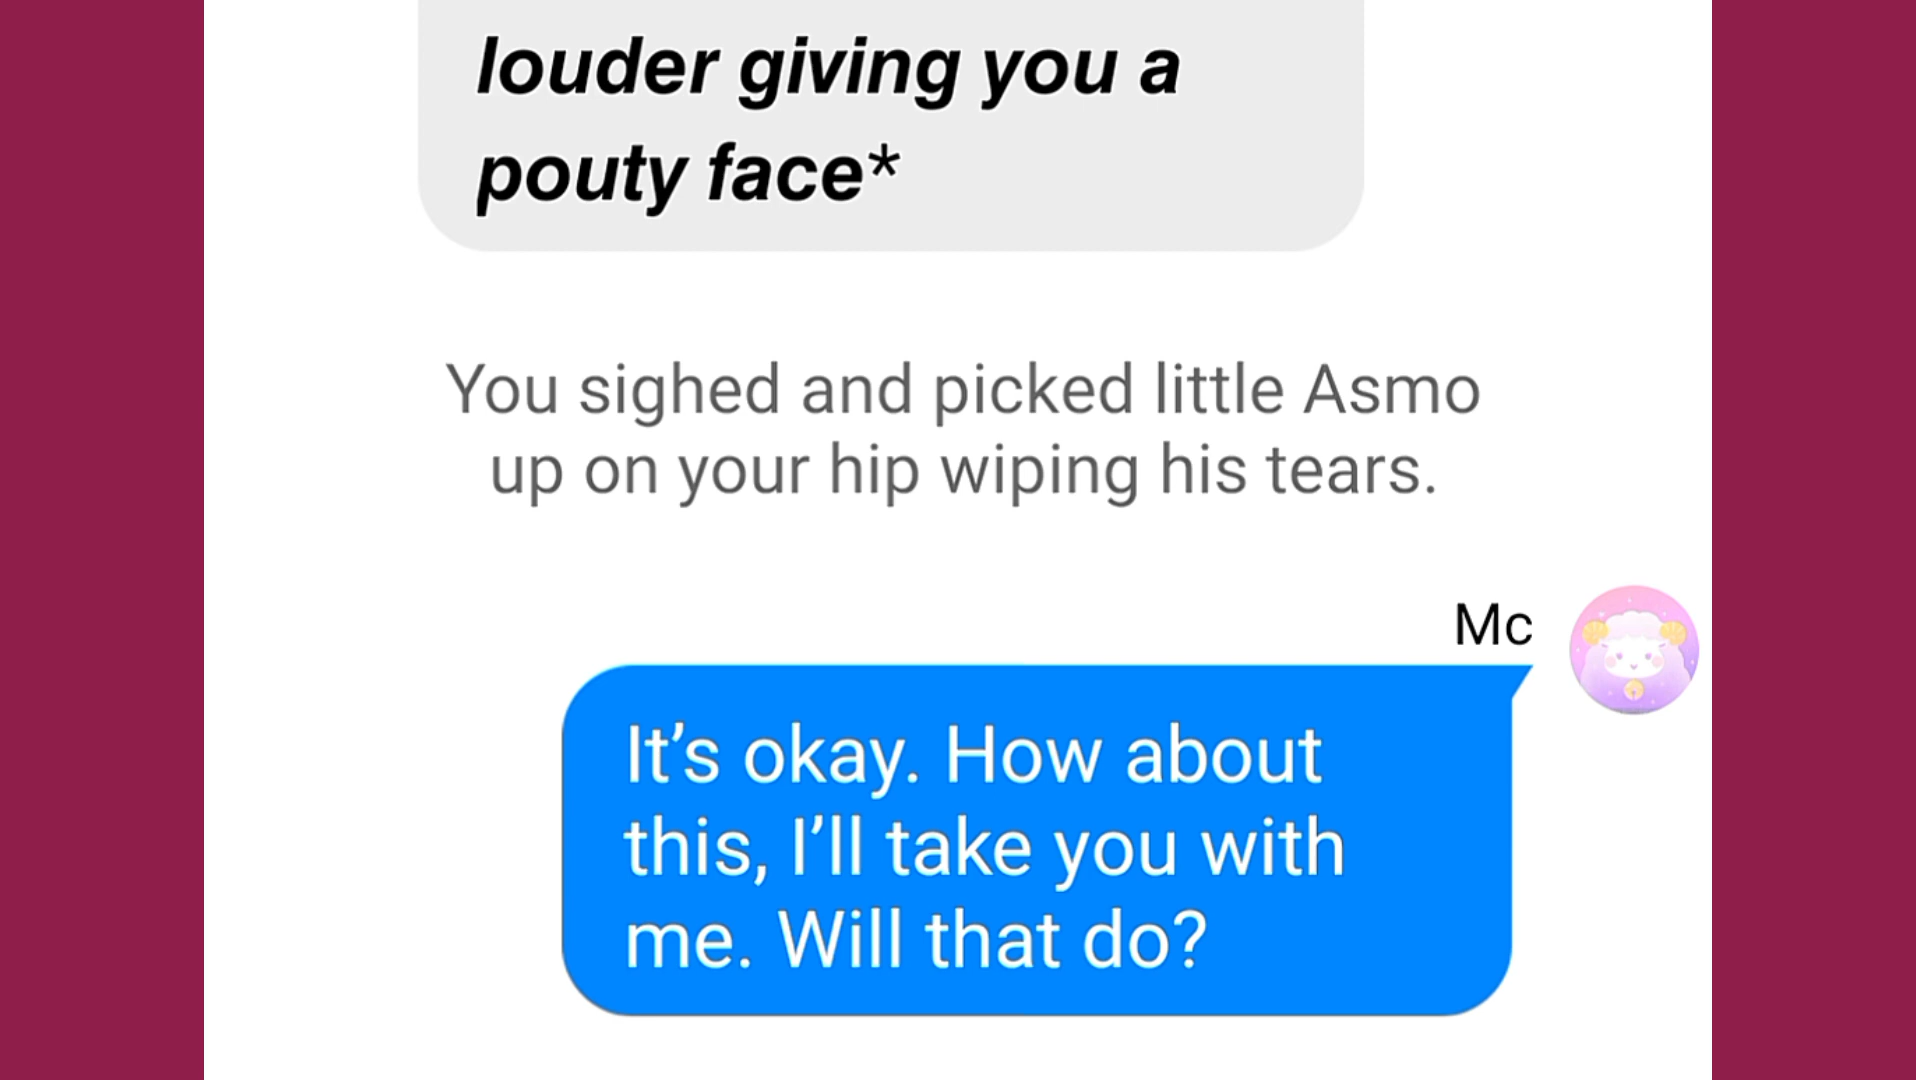 louder giving you a
pouty face*
You sighed and picked little Asmo
up on your hip wiping his tears.
Mc
It’s okay. How about
this, I’ll take you with
me. Will that do?